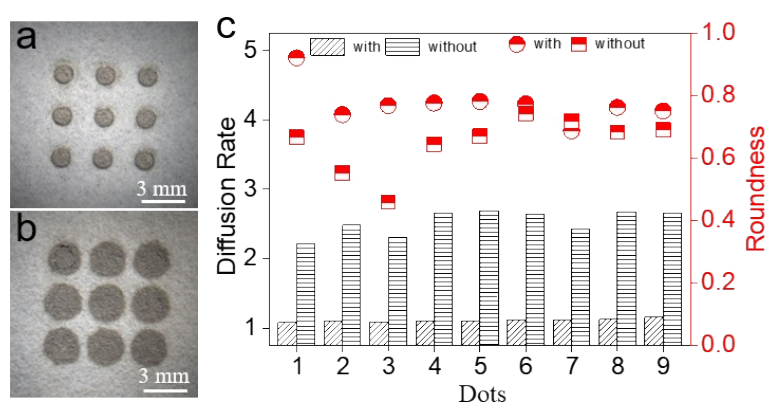 a
3 mm
b
3 mm
c
with without with without
Diffusion Rate
5
4
3
2
1
1.0
0.8
0.6
0.4
0.2
0.0
Roundness
1 2 3 4 5 6 7 8 9
Dots